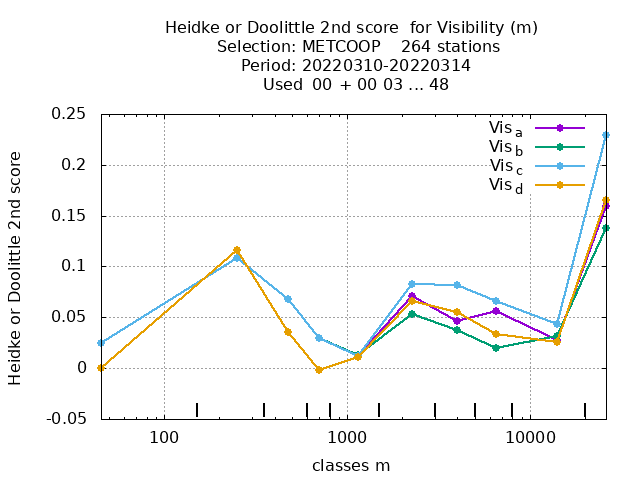 Heidke or Doolittle 2nd score  for Visibility (m)
Selection: METCOOP    264 stations
Period: 20220310-20220314
Used  00 + 00 03 ... 48
Heidke or Doolittle 2nd score
0.25
0.2
0.15
0.1
0.05
0
-0.05
Vis a
Vis b
Vis c
Vis d
100
1000
10000
classes m